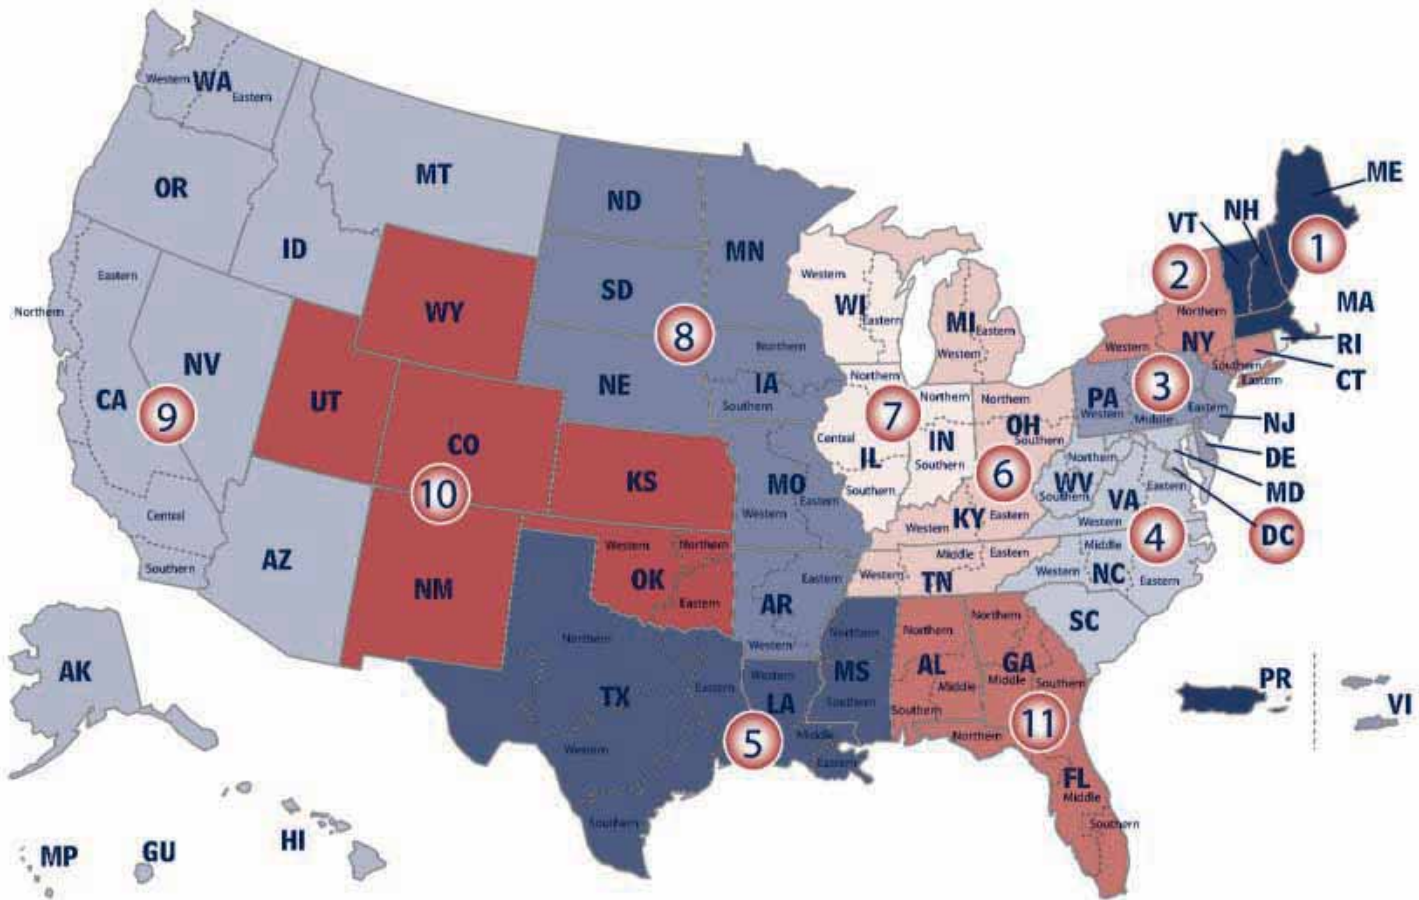 WA
Western
Eastern
OR
MT
ID
WY
NV
UT
CO
CA
Northern
Eastern
Central
Southern
9
AZ
NM
10
KS
OK
Western
Northern
Eastern
ND
SD
NE
MN
8
IA
Northern
Southern
MO
Eastern
Western
AR
Eastern
Western
TX
Northern
Eastern
Western
Southern
LA
Western
Middle
Eastern
5
MS
Northern
Southern
WI
Western
Eastern
MI
Eastern
Western
IL
Northern
Central
Southern
7
IN
Northern
Southern
OH
Northern
Southern
6
KY
Western
Eastern
TN
Western
Middle
Eastern
AL
Northern
Middle
Southern
GA
Northern
Middle
Southern
11
FL
Northern
Middle
Southern
SC
NC
Western
Middle
Eastern
VA
Western
Eastern
4
WV
Northern
Southern
PA
Western
Middle
Eastern
3
NY
Northern
Western
Southern
Eastern
2
VT
NH
ME
1
MA
RI
CT
NJ
DE
MD
DC
PR
VI
AK
HI
GU
MP